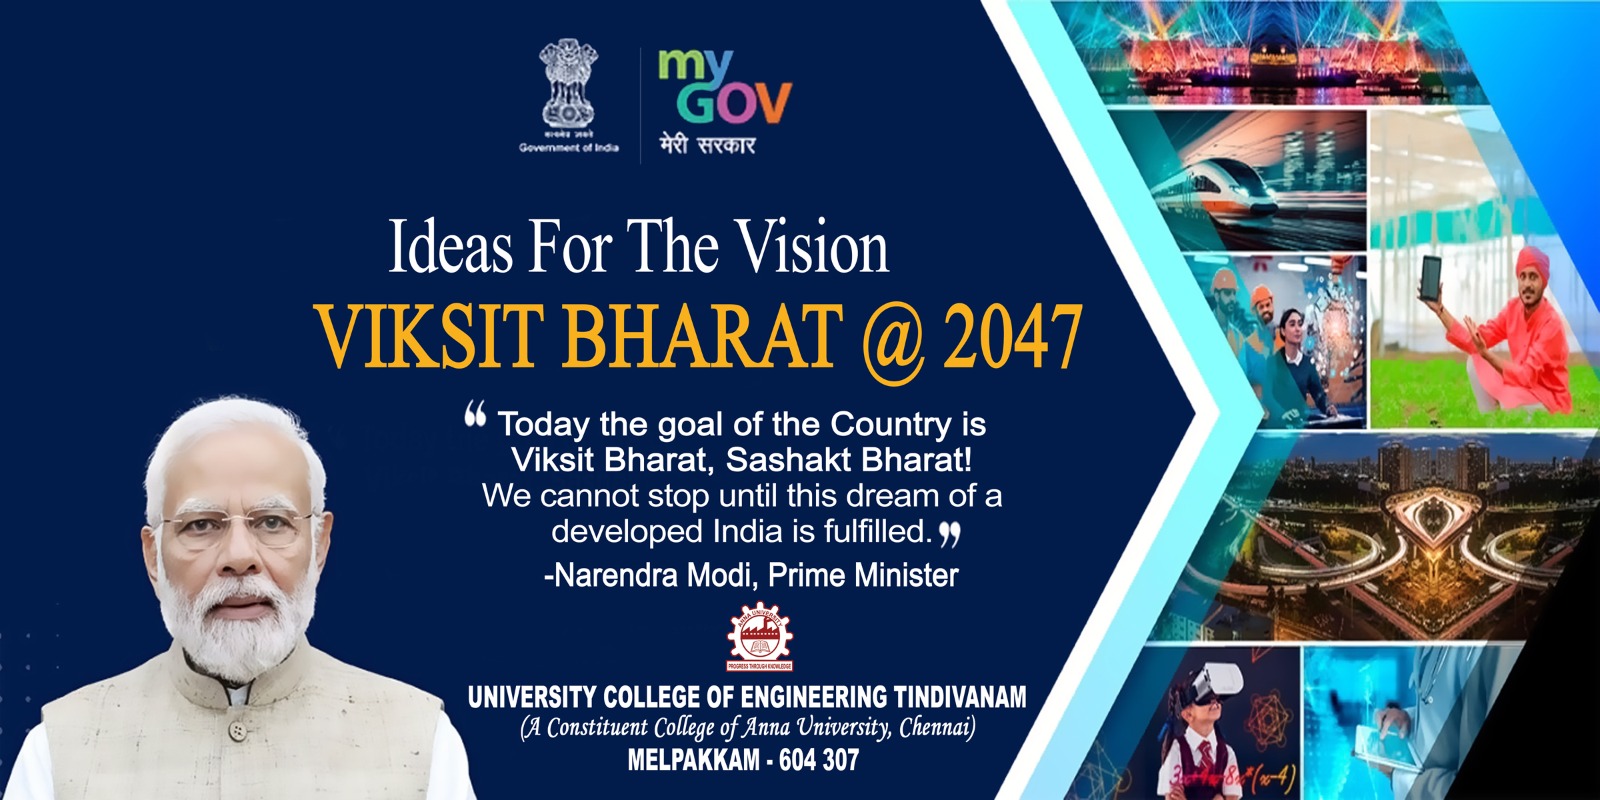 सत्यमेव जयते
Government of India
my
GOV
मेरी सरकार
Ideas For The Vision
VIKSIT BHARAT @ 2047
“ Today the goal of the Country is
Viksit Bharat, Sashakt Bharat!
We cannot stop until this dream of a
developed India is fulfilled.”
-Narendra Modi, Prime Minister
ANNA UNIVERSITY
PROGRESS THROUGH KNOWLEDGE
UNIVERSITY COLLEGE OF ENGINEERING TINDIVANAM
(A Constituent College of Anna University, Chennai)
MELPAKKAM - 604 307